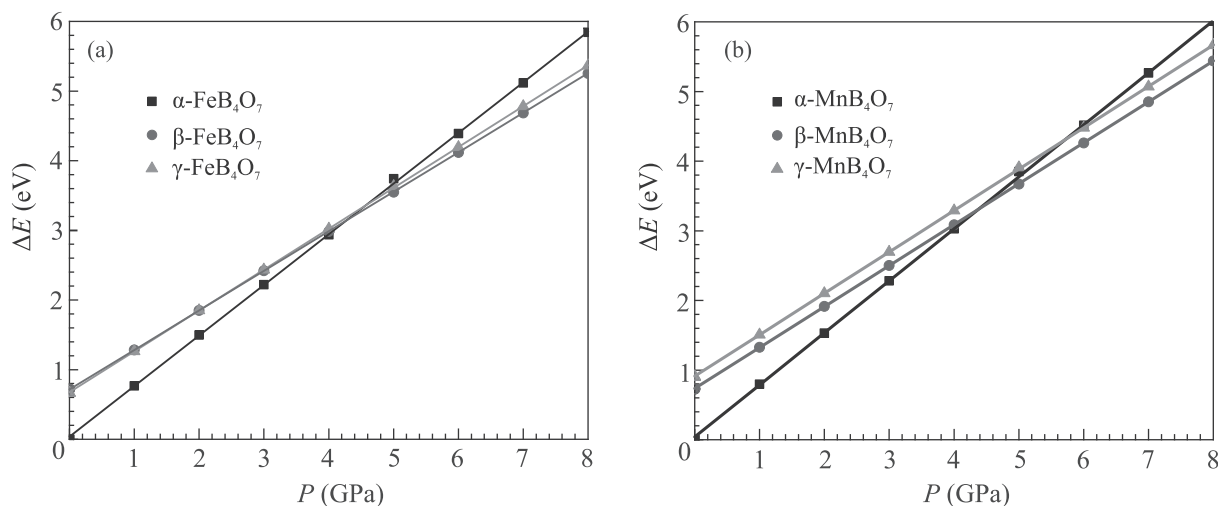 (a)
α-FeB₄O₇
β-FeB₄O₇
γ-FeB₄O₇
ΔE (eV)
6
5
4
3
2
1
0
1 2 3 4 5 6 7 8
P (GPa)
(b)
α-MnB₄O₇
β-MnB₄O₇
γ-MnB₄O₇
ΔE (eV)
6
5
4
3
2
1
0
1 2 3 4 5 6 7 8
P (GPa)